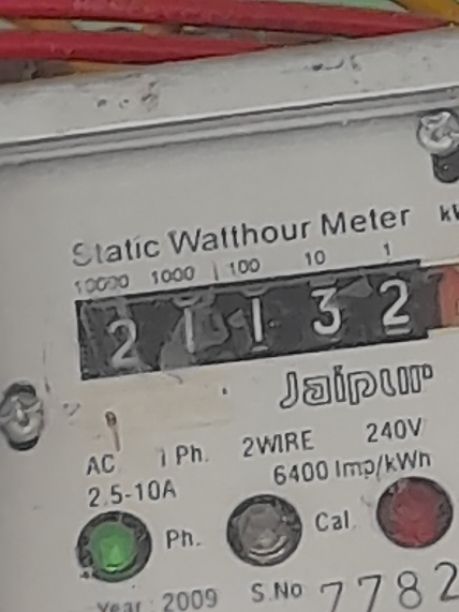 Static Watthour Meter
10000 1000 100 10 1
2 1 1 3 2
Jaipur
AC 1 Ph. 2WIRE 240V
2.5-10A 6400 Imp/kWh
Ph. Cal.
Year : 2009 S.No 7782